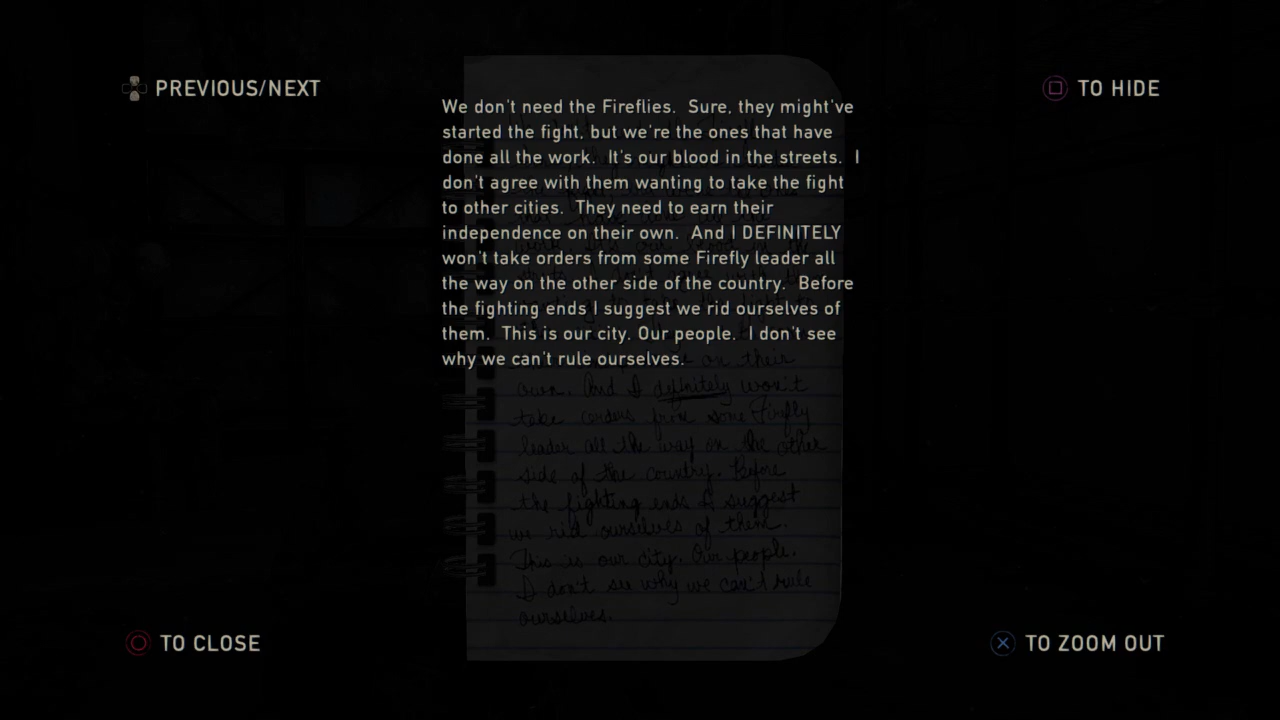 PREVIOUS/NEXT
TO HIDE
We don't need the Fireflies.  Sure, they might've
started the fight, but we're the ones that have
done all the work.  It's our blood in the streets.  I
don't agree with them wanting to take the fight
to other cities.  They need to earn their
independence on their own.  And I DEFINITELY
won't take orders from some Firefly leader all
the way on the other side of the country.  Before
the fighting ends I suggest we rid ourselves of
them.  This is our city. Our people.  I don't see
why we can't rule ourselves.
on their
own. And I definitely won't
take orders from some Firefly
leader all the way on the other
side of the country. Before
the fighting ends I suggest
we rid ourselves of them.
This is our city. Our people.
I don't see why we can't rule
ourselves.
TO CLOSE
TO ZOOM OUT